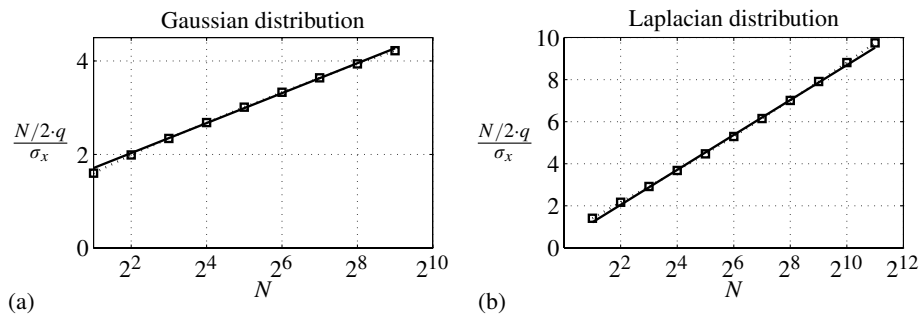 Gaussian distribution
4
2
0
N/2·q
σx
2^2
2^4
2^6
2^8
2^10
N
(a)
Laplacian distribution
10
8
6
4
2
0
N/2·q
σx
2^2
2^4
2^6
2^8
2^10
2^12
N
(b)